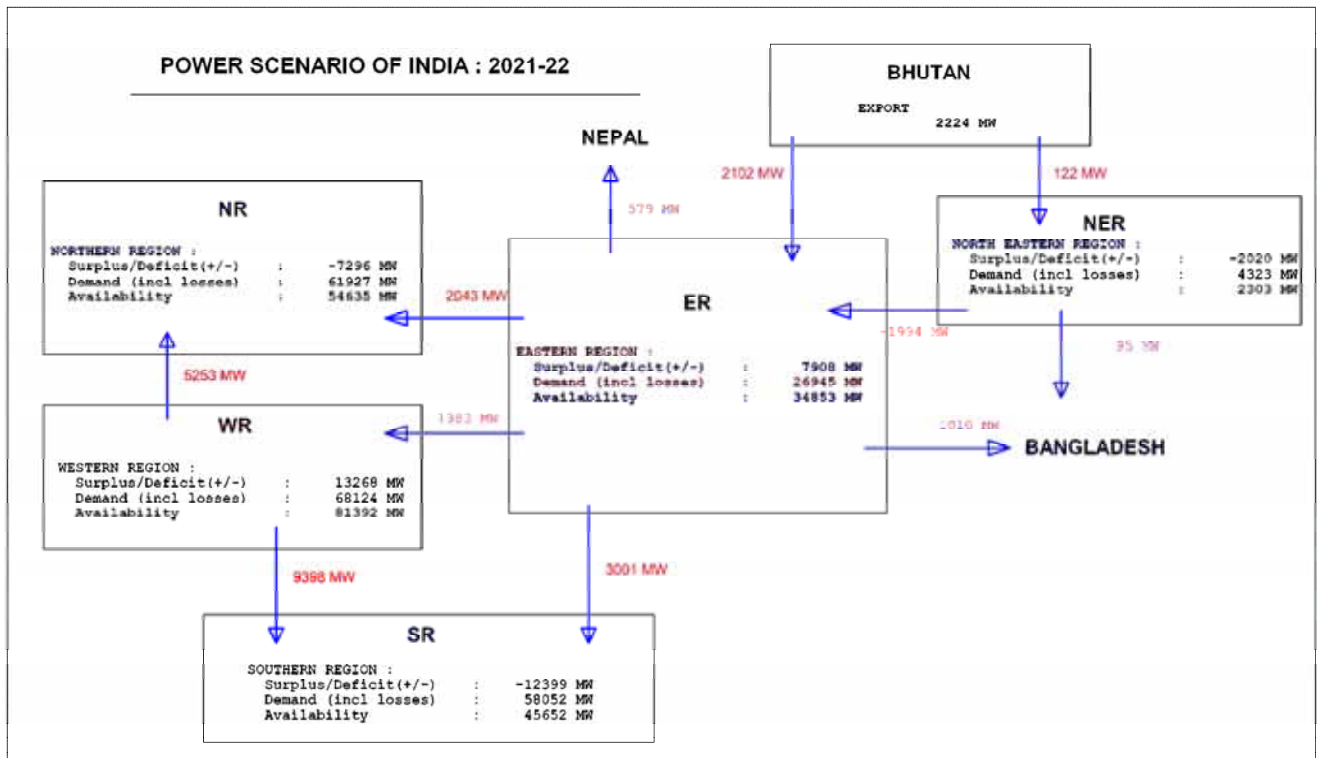 POWER SCENARIO OF INDIA : 2021-22
BHUTAN
EXPORT
2224 MW
NEPAL
2102 MW
122 MW
579 MW
NR
NORTHERN REGION :
Surplus/Deficit(+/-) : -7296 MW
Demand (incl losses) : 61927 MW
Availability : 54635 MW
NER
NORTH EASTERN REGION :
Surplus/Deficit(+/-) : -2020 MW
Demand (incl losses) : 4323 MW
Availability : 2303 MW
2043 MW
ER
EASTERN REGION :
Surplus/Deficit(+/-) : 7908 MW
Demand (incl losses) : 26945 MW
Availability : 34853 MW
-1994 MW
95 MW
5253 MW
WR
WESTERN REGION :
Surplus/Deficit(+/-) : 13268 MW
Demand (incl losses) : 68124 MW
Availability : 81392 MW
MW
MW
BANGLADESH
9398 MW
3001 MW
SR
SOUTHERN REGION :
Surplus/Deficit(+/-) : -12399 MW
Demand (incl losses) : 58052 MW
Availability : 45652 MW